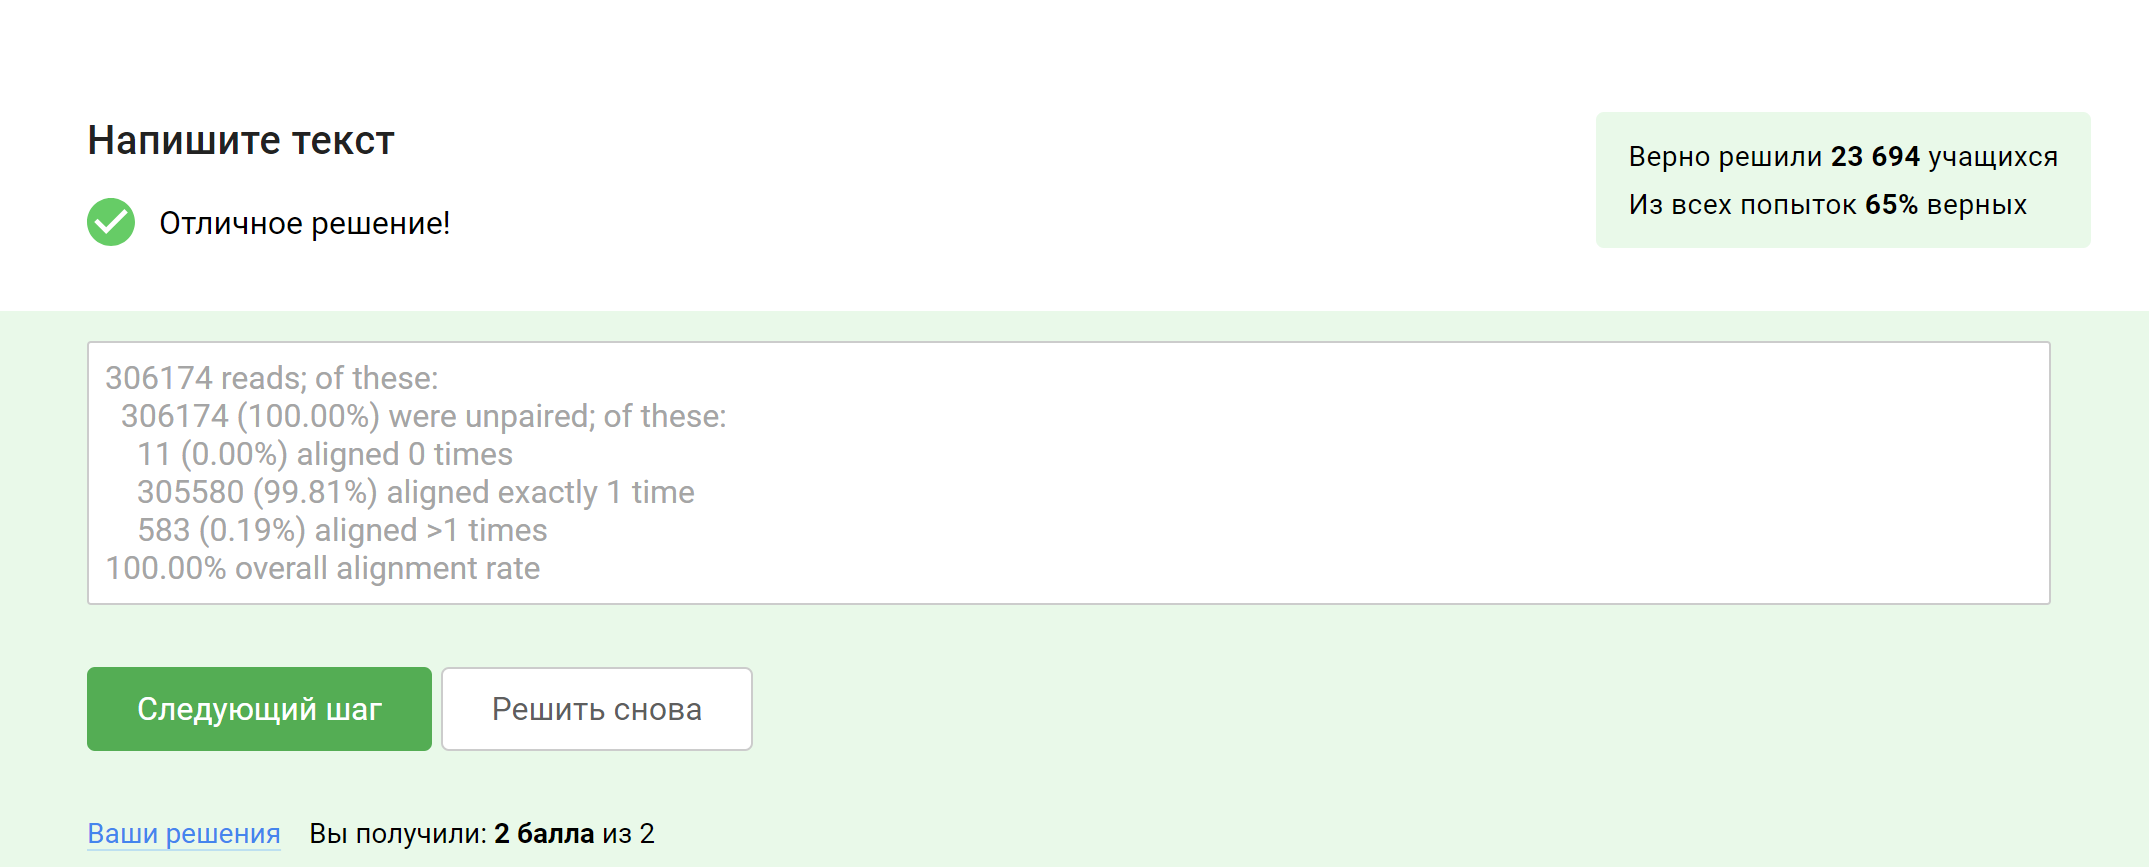 Напишите текст
Отличное решение!
Верно решили 23 694 учащихся
Из всех попыток 65% верных
306174 reads; of these:
306174 (100.00%) were unpaired; of these:
11 (0.00%) aligned 0 times
305580 (99.81%) aligned exactly 1 time
583 (0.19%) aligned >1 times
100.00% overall alignment rate
Следующий шаг
Решить снова
Ваши решения
Вы получили: 2 балла из 2